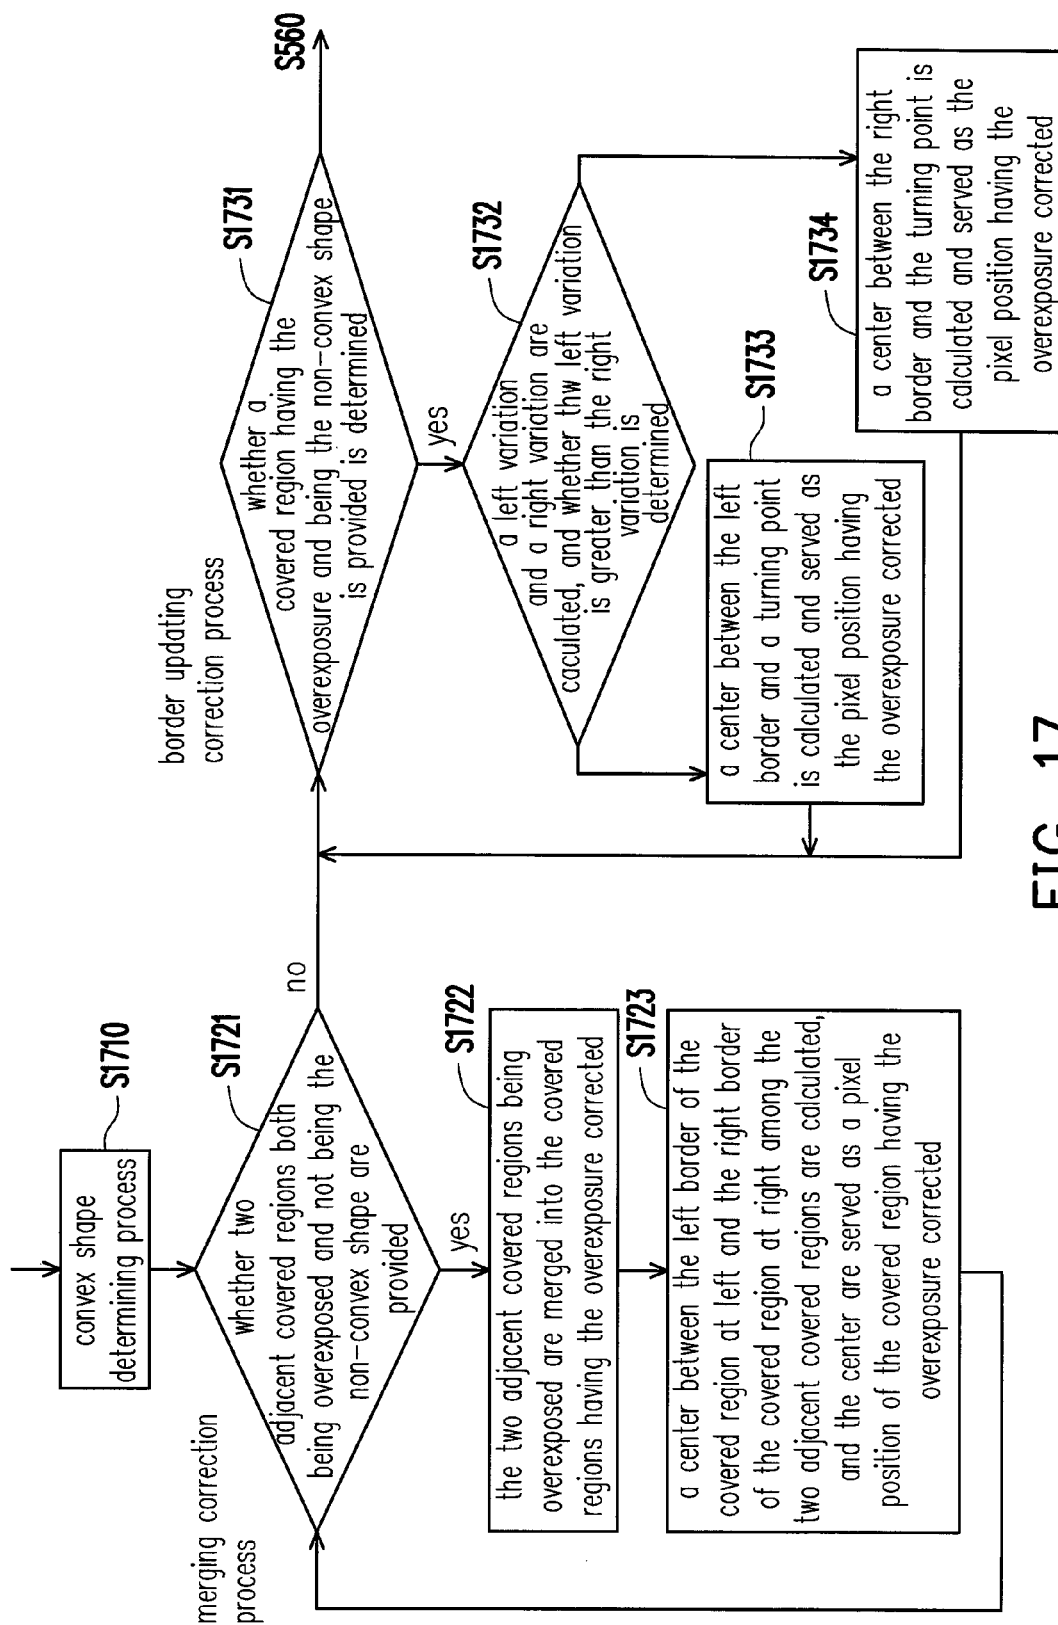 convex shape
determining process
S1710
merging correction
process
whether two
adjacent covered regions both
being overexposed and not being the
non-convex shape are
provided
S1721
no
yes
the two adjacent covered regions being
overexposed are merged into the covered
regions having the overexposure corrected
S1722
a center between the left border of the
covered region at left and the right border
of the covered region at right among the
two adjacent covered regions are calculated,
and the center are served as a pixel
position of the covered region having the
overexposure corrected
S1723
border updating
correction process
whether a
covered region having the
overexposure and being the non-convex shape
is provided is determined
S1731
S560
yes
a left variation
and a right variation are
caculated, and whether thw left variation
is greater than the right
variation is
determined
S1732
a center between the left
border and a turning point
is calculated and served as
the pixel position having
the overexposure corrected
S1733
a center between the right
border and the turning point is
calculated and served as the
pixel position having the
overexposure corrected
S1734
FIG. 17